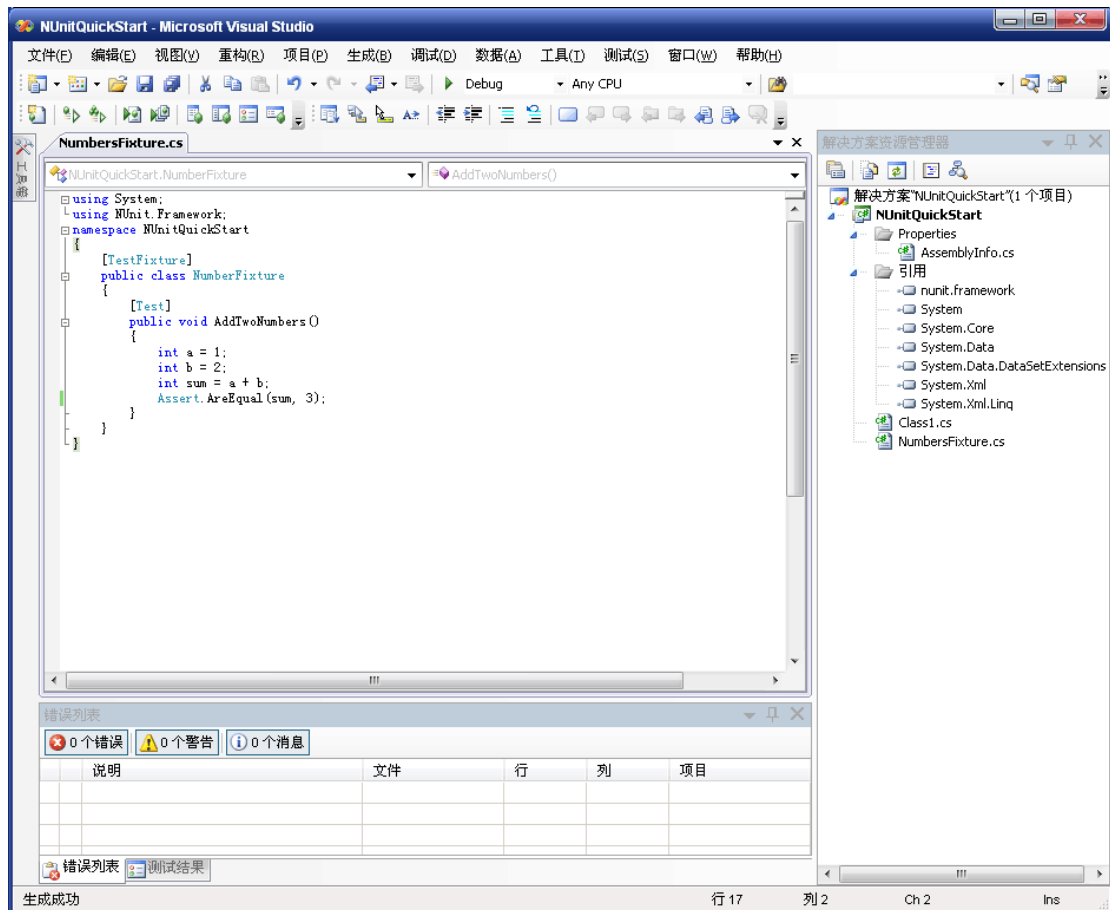 NUnitQuickStart - Microsoft Visual Studio
文件(F) 编辑(E) 视图(V) 重构(R) 项目(P) 生成(B) 调试(D) 数据(A) 工具(T) 测试(S) 窗口(W) 帮助(H)
Debug Any CPU
工具箱
NumbersFixture.cs
NUnitQuickStart.NumberFixture AddTwoNumbers()
using System;
using NUnit.Framework;
namespace NUnitQuickStart
{
[TestFixture]
public class NumberFixture
{
[Test]
public void AddTwoNumbers()
{
int a = 1;
int b = 2;
int sum = a + b;
Assert.AreEqual(sum, 3);
}
}
}
错误列表
0 个错误 0 个警告 0 个消息
说明 文件 行 列 项目
错误列表 测试结果
解决方案资源管理器
解决方案"NUnitQuickStart"(1 个项目)
NUnitQuickStart
Properties
AssemblyInfo.cs
引用
nunit.framework
System
System.Core
System.Data
System.Data.DataSetExtensions
System.Xml
System.Xml.Linq
Class1.cs
NumbersFixture.cs
生成成功 行 17 列 2 Ch 2 Ins